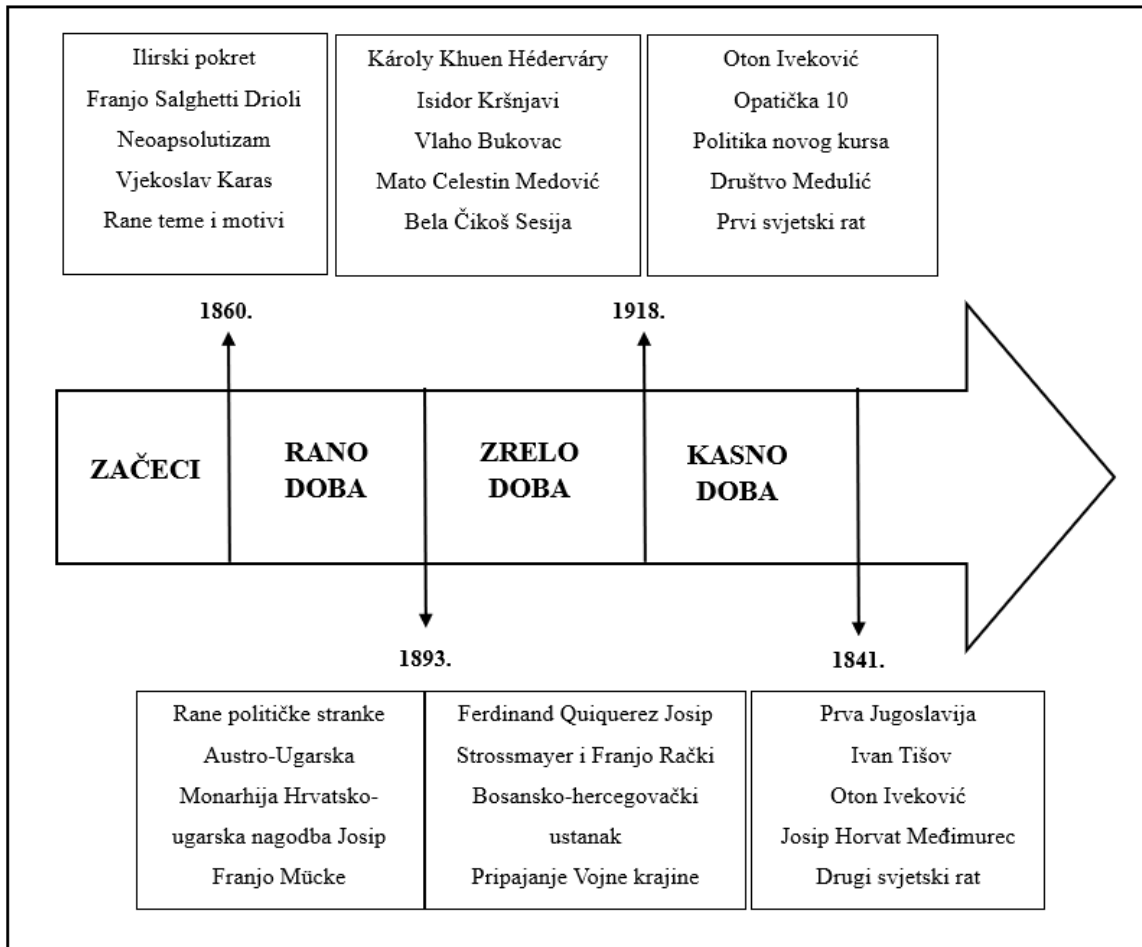 Ilirski pokret
Franjo Salghetti Drioli
Neoapsolutizam
Vjekoslav Karas
Rane teme i motivi
Károly Khuen Héderváry
Isidor Kršnjavi
Vlaho Bukovac
Mato Celestin Medović
Bela Čikoš Sesija
Oton Iveković
Opatička 10
Politika novog kursa
Društvo Medulić
Prvi svjetski rat
1860.
1918.
ZAČECI
RANO
DOBA
ZRELO
DOBA
KASNO
DOBA
1893.
1841.
Rane političke stranke
Austro-Ugarska
Monarhija Hrvatsko-
ugarska nagodba Josip
Franjo Mücke
Ferdinand Quiquerez Josip
Strossmayer i Franjo Rački
Bosansko-hercegovački
ustanak
Pripajanje Vojne krajine
Prva Jugoslavija
Ivan Tišov
Oton Iveković
Josip Horvat Međimurec
Drugi svjetski rat